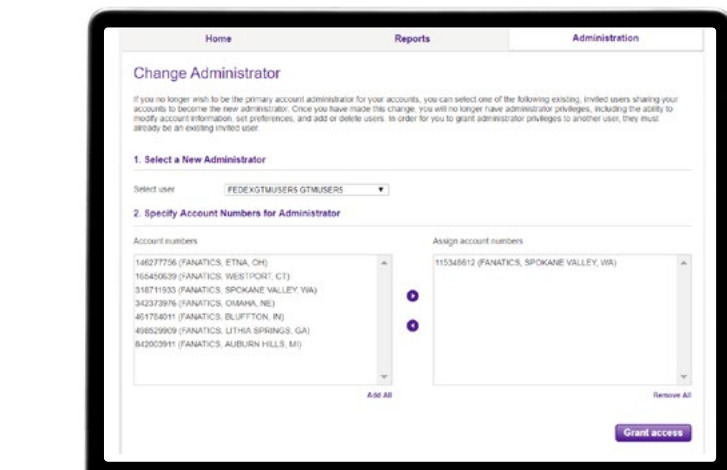 Home Reports Administration
Change Administrator
If you no longer wish to be the primary account administrator for your accounts, you can select one of the following existing, invited users sharing your
accounts to become the new administrator. Once you have made this change, you will no longer have administrator privileges, including the ability to
modify account information, set preferences, and add or delete users. In order for you to grant administrator privileges to another user, they must
already be an existing invited user.
1. Select a New Administrator
Select user FEDEXGTMUSER5 GTMUSER5
2. Specify Account Numbers for Administrator
Account numbers Assign account numbers
146277756 (FANATICS, ETNA, OH) 115348612 (FANATICS, SPOKANE VALLEY, WA)
165450639 (FANATICS, WESTPORT, CT)
318711933 (FANATICS, SPOKANE VALLEY, WA)
342373976 (FANATICS, OMAHA, NE)
461784011 (FANATICS, BLUFFTON, IN)
498529909 (FANATICS, LITHIA SPRINGS, GA)
842003911 (FANATICS, AUBURN HILLS, MI)
Add All Remove All
Grant access